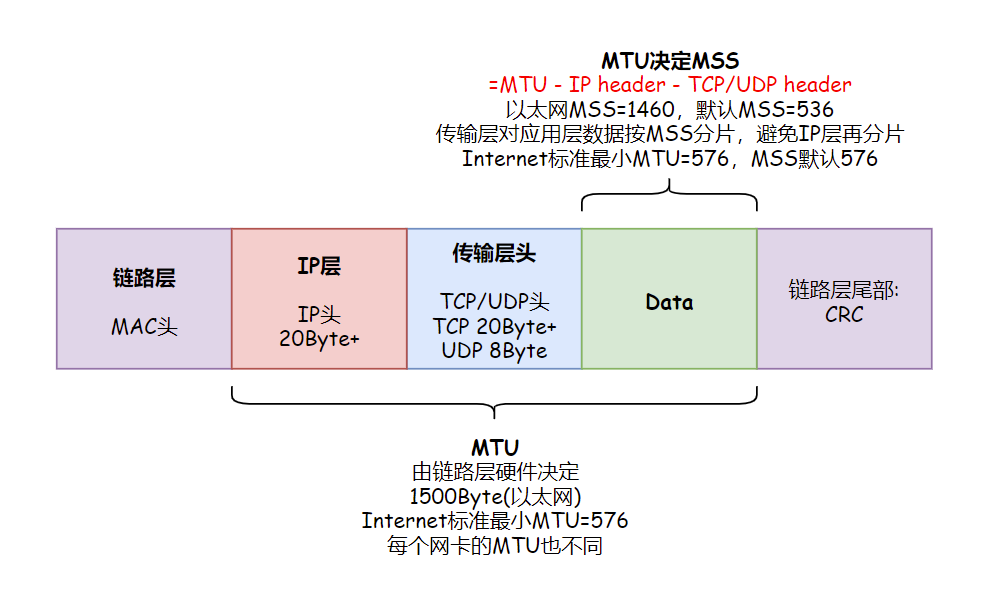 MTU决定MSS
=MTU - IP header - TCP/UDP header
以太网MSS=1460，默认MSS=536
传输层对应用层数据按MSS分片，避免IP层再分片
Internet标准最小MTU=576，MSS默认576
链路层
MAC头
IP层
IP头
20Byte+
传输层头
TCP/UDP头
TCP 20Byte+
UDP 8Byte
Data
链路层尾部:
CRC
MTU
由链路层硬件决定
1500Byte(以太网)
Internet标准最小MTU=576
每个网卡的MTU也不同